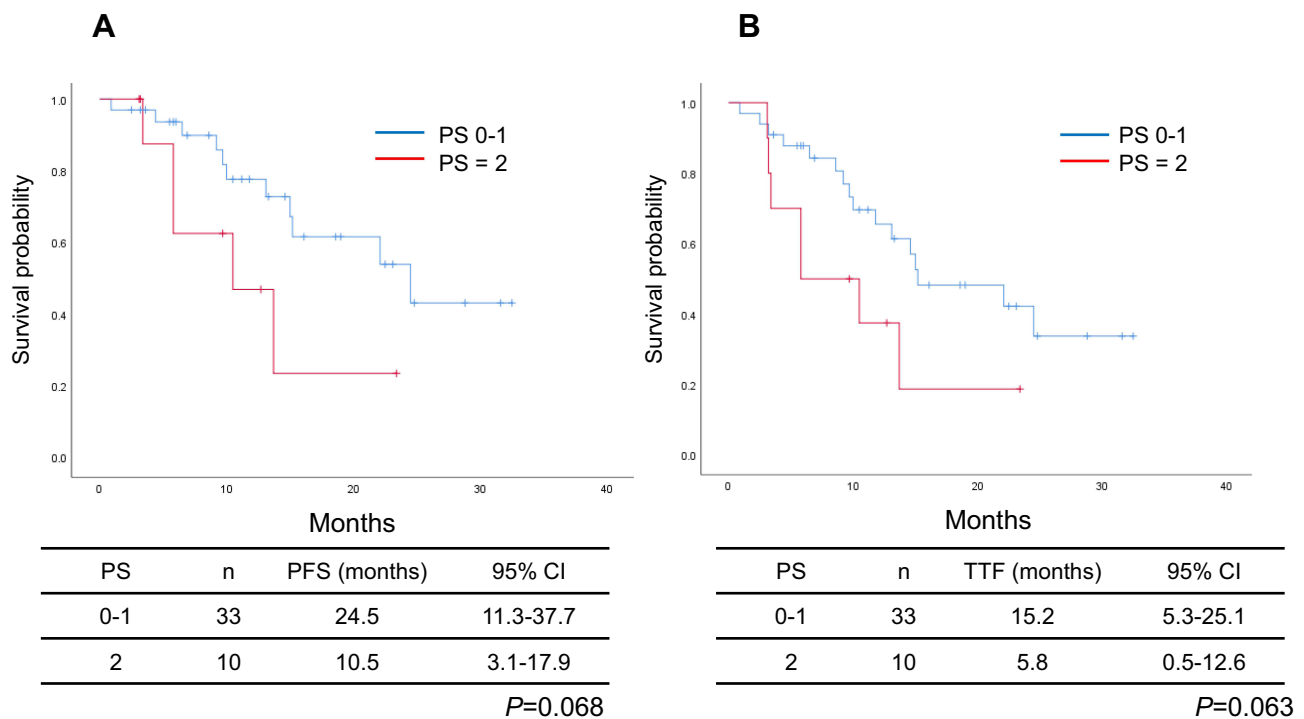 A
Survival probability
1.0
0.8
0.6
0.4
0.2
0.0
PS 0-1
PS = 2
0 10 20 30 40
Months
PS n PFS (months) 95% CI
0-1 33 24.5 11.3-37.7
2 10 10.5 3.1-17.9
P=0.068
B
Survival probability
1.0
0.8
0.6
0.4
0.2
0.0
PS 0-1
PS = 2
0 10 20 30 40
Months
PS n TTF (months) 95% CI
0-1 33 15.2 5.3-25.1
2 10 5.8 0.5-12.6
P=0.063